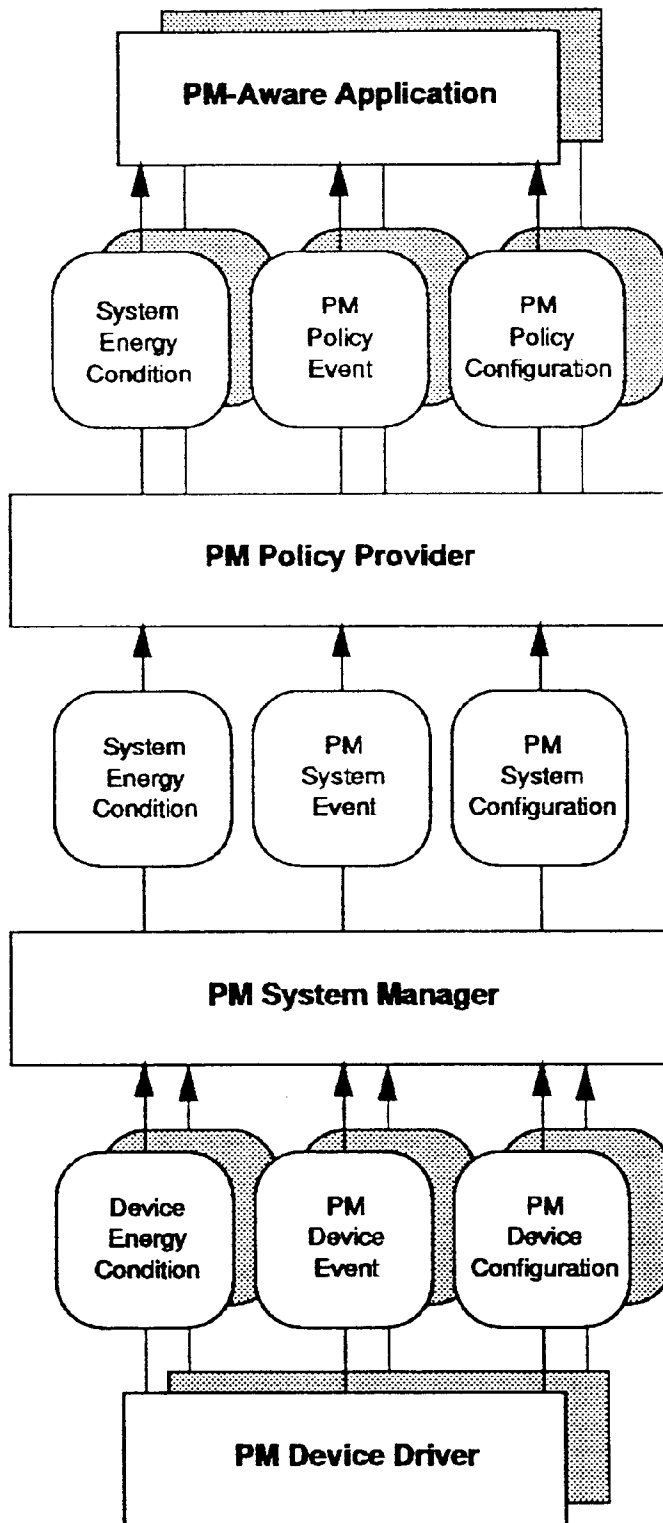 PM-Aware Application
System
Energy
Condition
PM
Policy
Event
PM
Policy
Configuration
PM Policy Provider
System
Energy
Condition
PM
System
Event
PM
System
Configuration
PM System Manager
Device
Energy
Condition
PM
Device
Event
PM
Device
Configuration
PM Device Driver